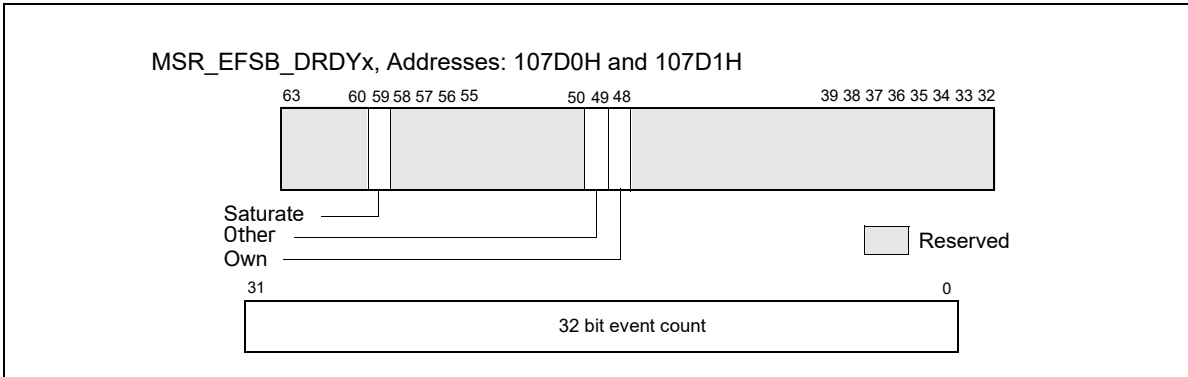 MSR_EFSB_DRDYx, Addresses: 107D0H and 107D1H
63 60 59 58 57 56 55 50 49 48 39 38 37 36 35 34 33 32
Saturate
Other
Own
Reserved
31 0
32 bit event count